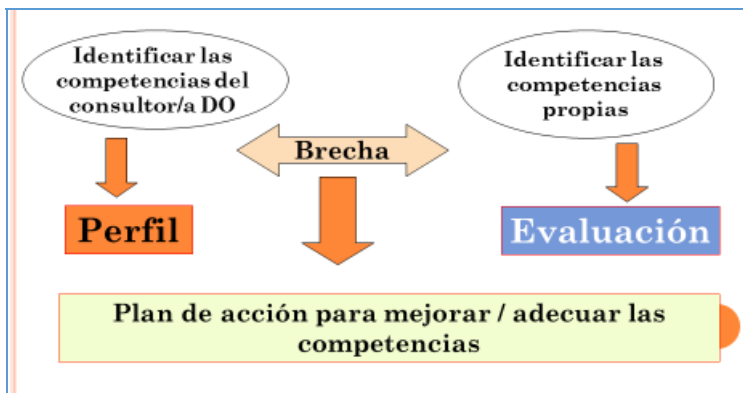 Identificar las
competencias del
consultor/a DO
Identificar las
competencias
propias
Brecha
Perfil
Evaluación
Plan de acción para mejorar / adecuar las
competencias